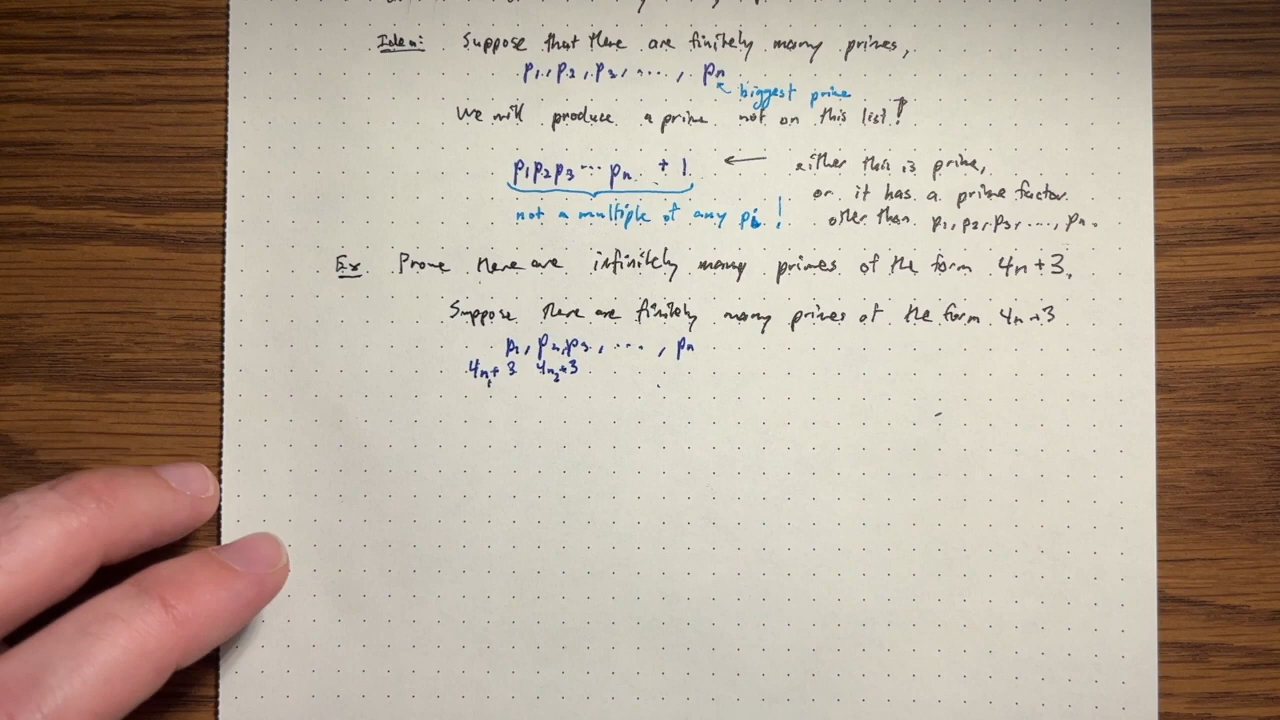 Idea: Suppose that there are finitely many primes,
p₁, p₂, p₃, ...., pₙ
biggest prime
We will produce a prime not on this list!
p₁p₂p₃ ... pₙ + 1 ← either this is prime,
or it has a prime factor
not a multiple of any pᵢ! other than p₁, p₂, p₃, ..., pₙ.
Ex. Prove there are infinitely many primes of the form 4n+3.
Suppose there are finitely many primes of the form 4n+3
p₁, p₂, p₃, ...., pₙ
4n₁+3 4n₂+3